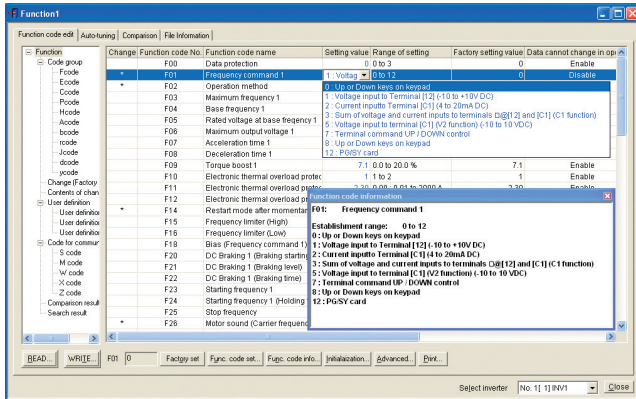 Function1
Function code edit Auto-tuning Comparison File Information
Function
Code group
Fcode
Ecode
Ccode
Pcode
Hcode
Acode
bcode
rcode
Jcode
dcode
ycode
Change (Factory
Contents of chan
User definition
User definition
User definition
User definition
Code for commun
S code
M code
W code
X code
Z code
Comparison result
Search result
Change Function code No. Function code name Setting value Range of setting Factory setting value Data cannot change in ope
F00 Data protection 0 0 to 3 0 Enable
* F01 Frequency command 1 1 : Voltag 0 to 12 0 Disable
* F02 Operation method
F03 Maximum frequency 1
F04 Base frequency 1
F05 Rated voltage at base freqency 1
F06 Maximum output voltage 1
F07 Acceleration time 1
F08 Deceleration time 1
F09 Torque boost 1 7.1 0.0 to 20.0 % 7.1 Enable
F10 Electronic thermal overload protec 1 1 to 2 1 Enable
F11 Electronic thermal overload protec 2.30 0.00 ; 0.01 to 2000 A 2.30 Enable
F12 Electronic thermal overload protec
* F14 Restart mode after momentar
F15 Frequency limiter (High)
F16 Frequency limiter (Low)
F18 Bias (Frequency command 1)
F20 DC Braking 1 (Braking starting
F21 DC Braking 1 (Braking level)
F22 DC Braking 1 (Braking time)
F23 Starting frequency 1
F24 Starting frequency 1 (Holding
F25 Stop frequency
* F26 Motor sound (Carrier frequenc
0 : Up or Down keys on keypad
1 : Voltage input to Terminal [12] (-10 to +10V DC)
2 : Current inputto Terminal [C1] (4 to 20mA DC)
3 : Sum of voltage and current inputs to terminals □@[12] and [C1] (C1 function)
5 : Voltage input to terminal [C1] (V2 function) (-10 to 10 VDC)
7 : Terminal command UP / DOWN control
8 : Up or Down keys on keypad
12 : PG/SY card
Function code information
F01: Frequency command 1
Establishment range: 0 to 12
0 : Up or Down keys on keypad
1 : Voltage input to Terminal [12] (-10 to +10V DC)
2 : Current inputto Terminal [C1] (4 to 20mA DC)
3 : Sum of voltage and current inputs to terminals □@[12] and [C1] (C1 function)
5 : Voltage input to terminal [C1] (V2 function) (-10 to 10 VDC)
7 : Terminal command UP / DOWN control
8 : Up or Down keys on keypad
12 : PG/SY card
READ... WRITE... F01 0 Factory set Func. code set... Func. code info... Initialaization... Advanced... Print...
Select inverter No. 1[ 1] INV1 Close